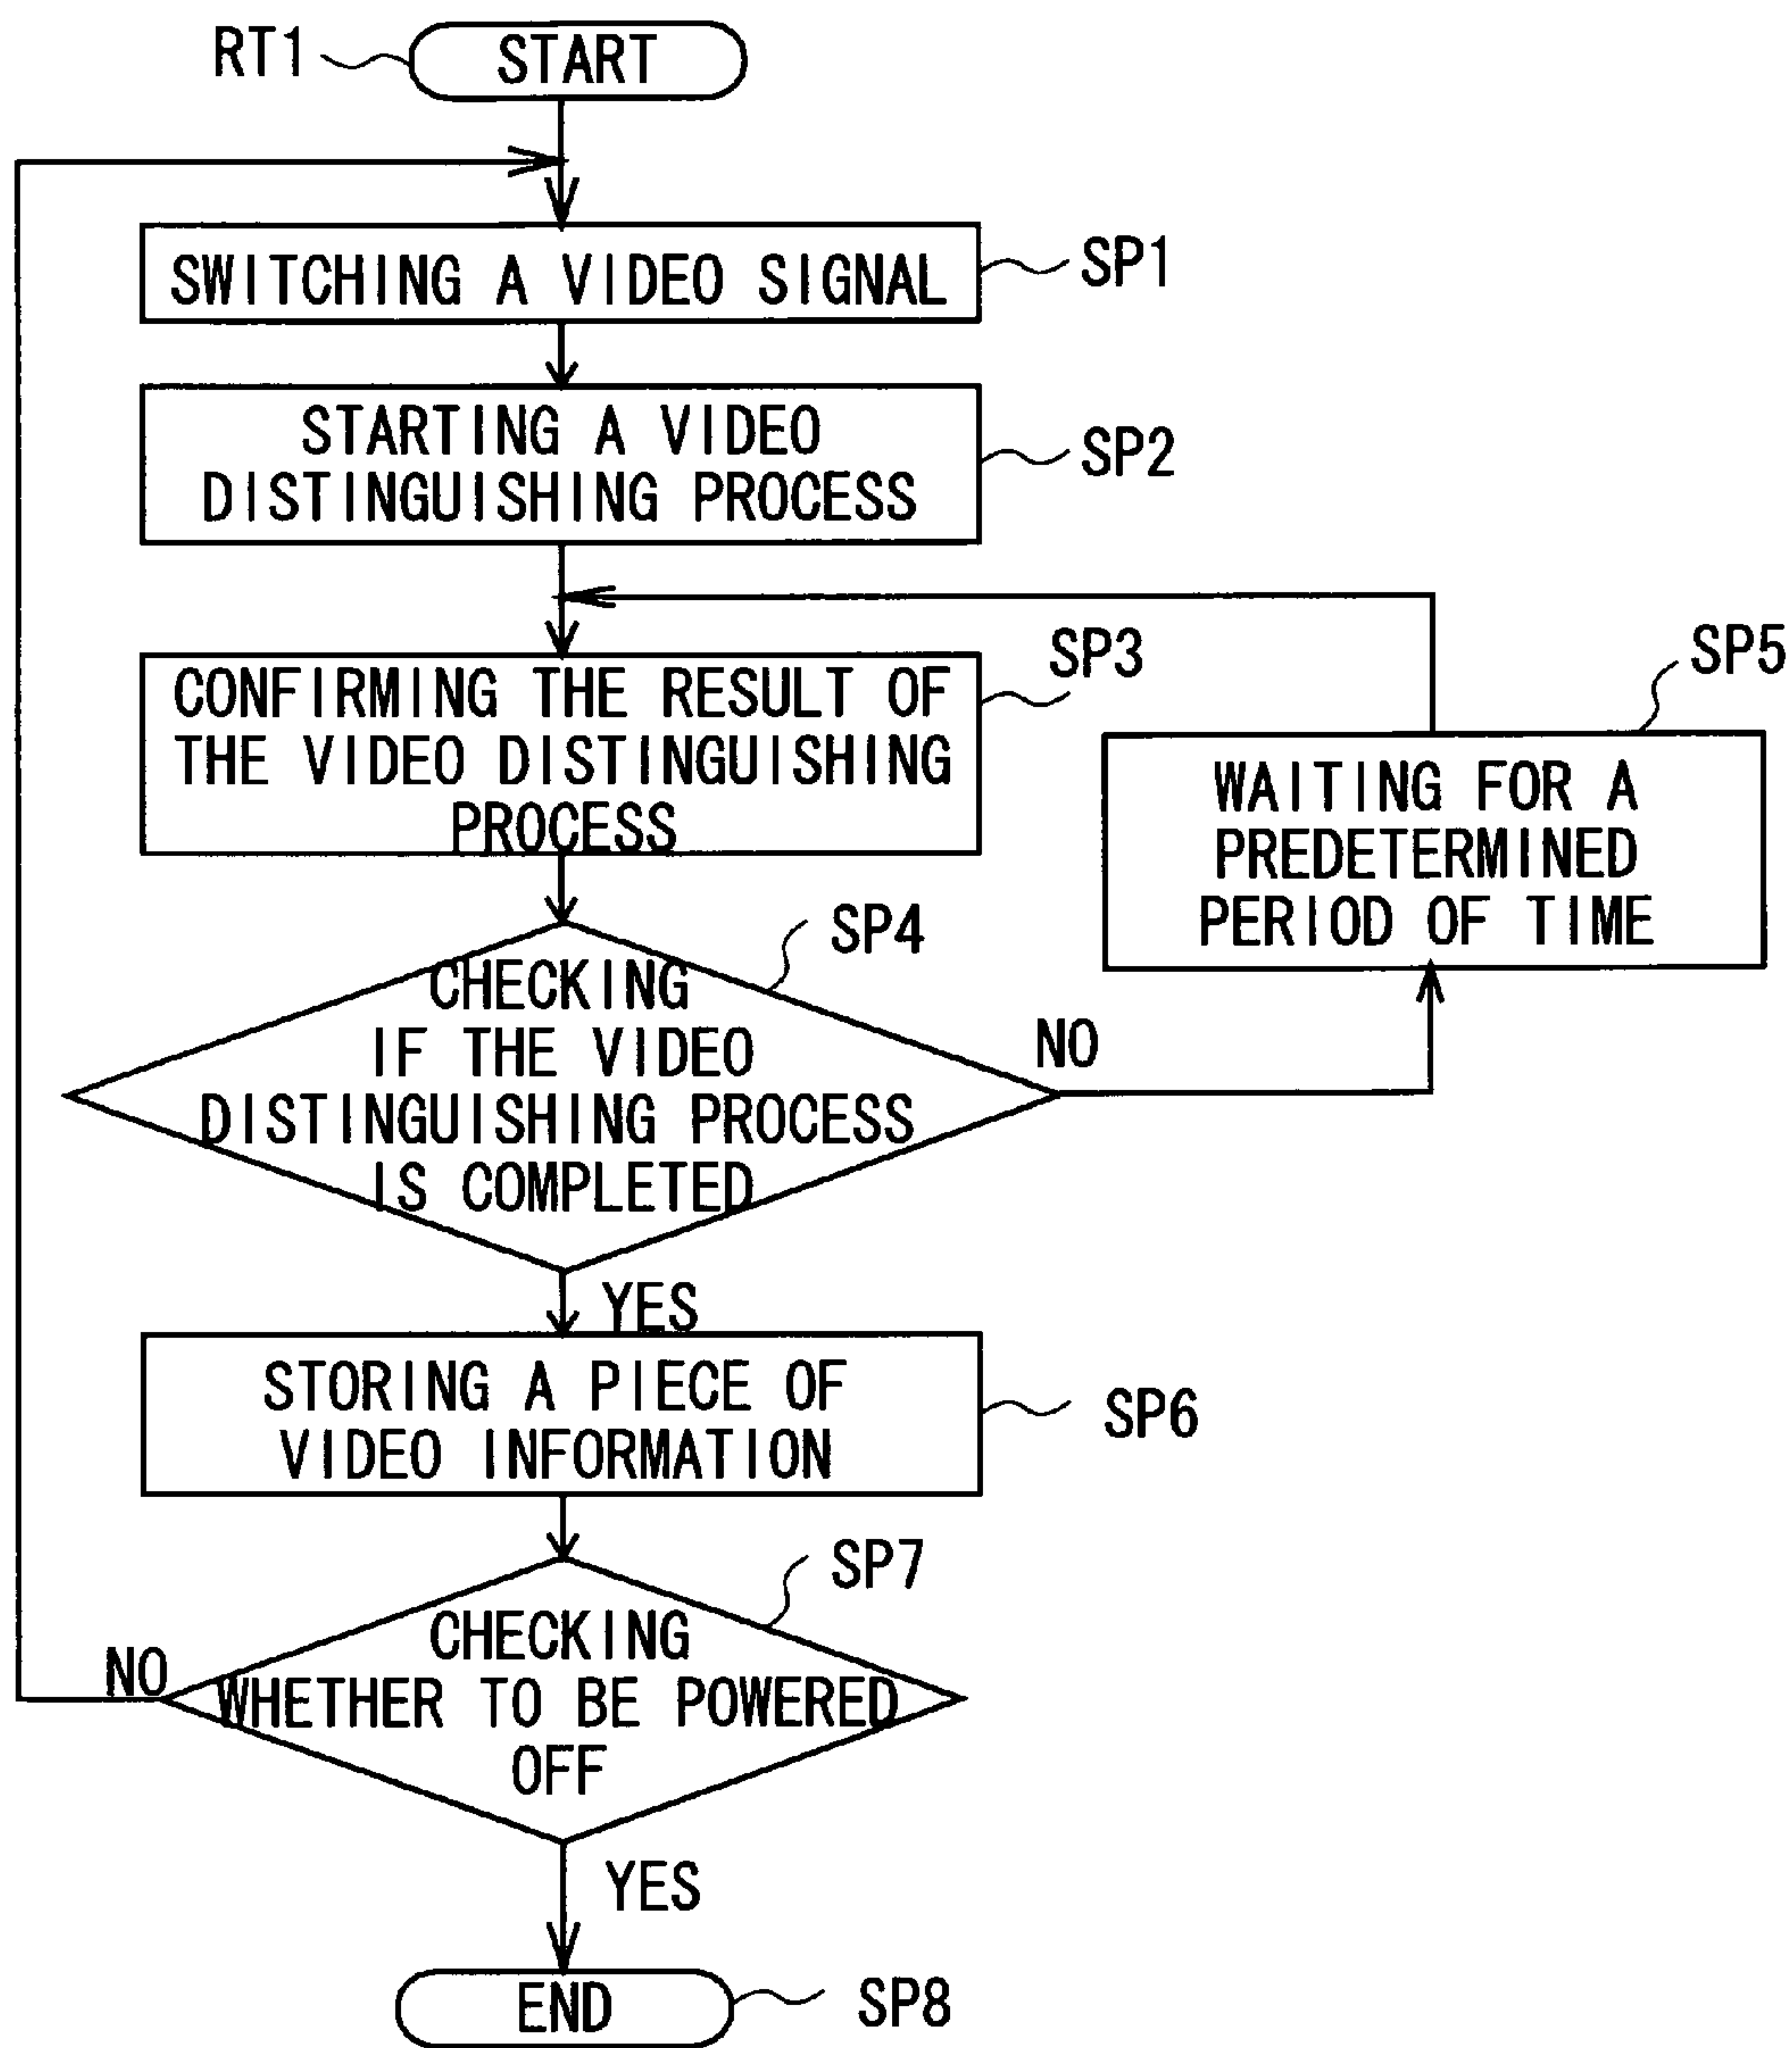 RT1
START
SWITCHING A VIDEO SIGNAL
SP1
STARTING A VIDEO
DISTINGUISHING PROCESS
SP2
CONFIRMING THE RESULT OF
THE VIDEO DISTINGUISHING
PROCESS
SP3
SP5
WAITING FOR A
PREDETERMINED
PERIOD OF TIME
SP4
CHECKING
IF THE VIDEO
DISTINGUISHING PROCESS
IS COMPLETED
NO
YES
STORING A PIECE OF
VIDEO INFORMATION
SP6
SP7
CHECKING
WHETHER TO BE POWERED
OFF
NO
YES
END
SP8